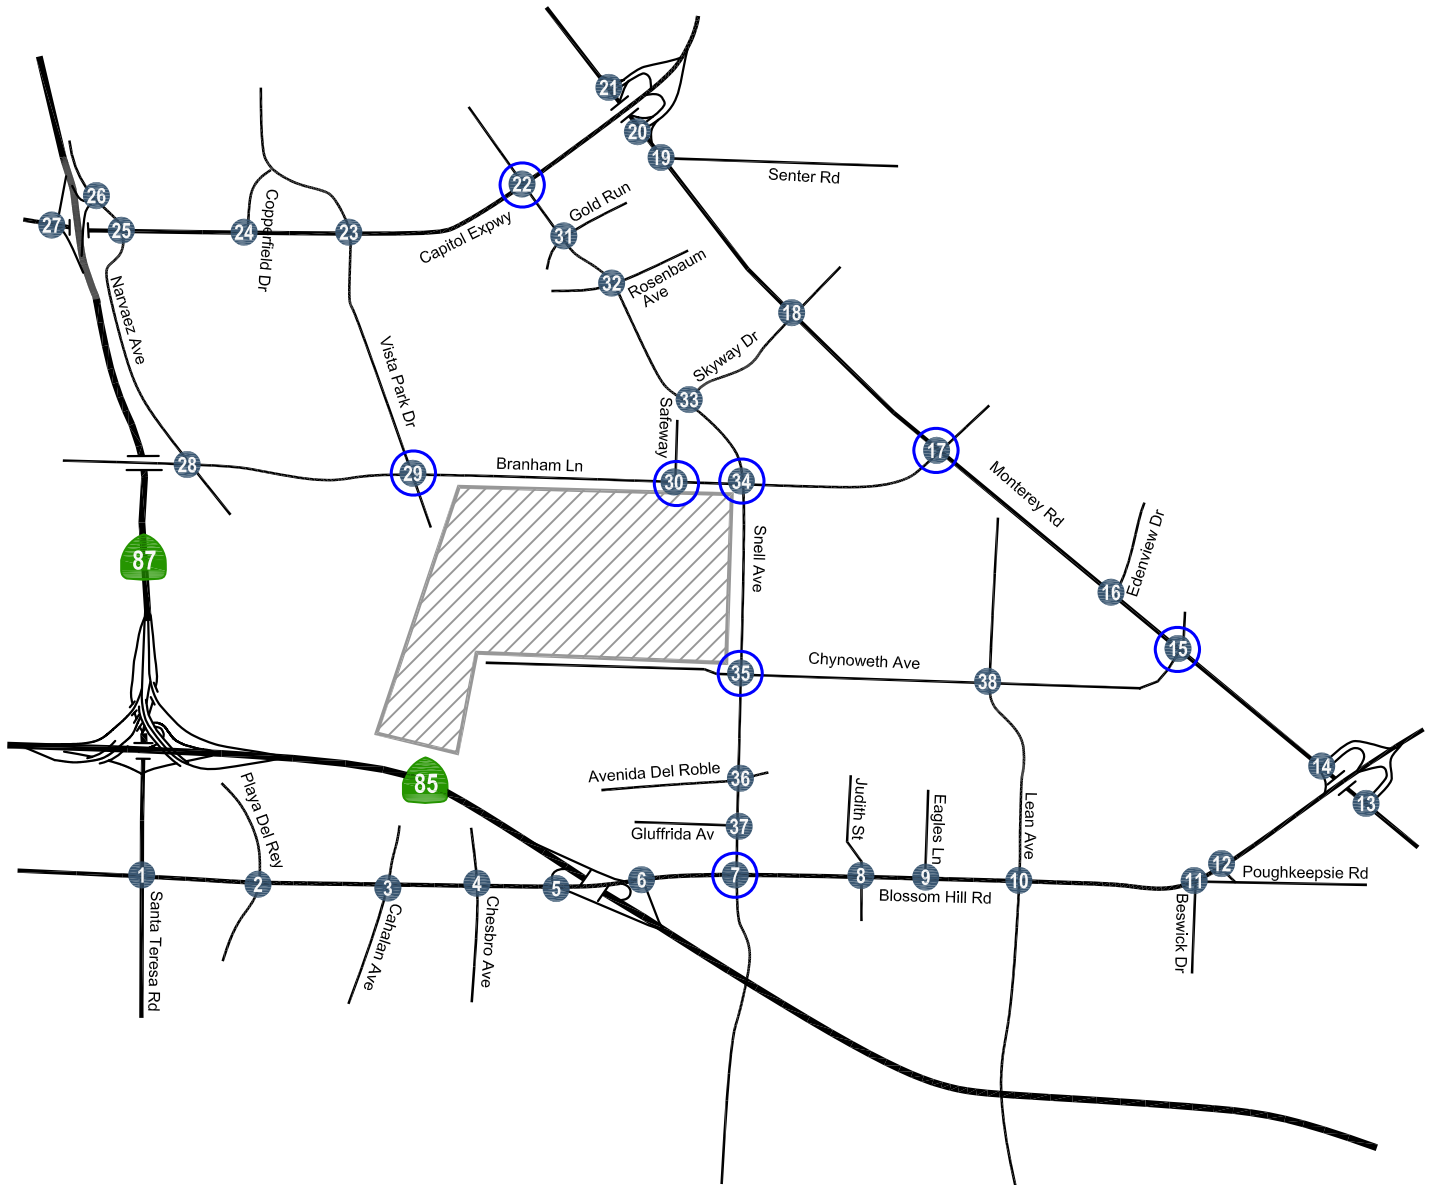 21
20
19
Senter Rd
22
26
27
25
24
23
Copperfield Dr
Capitol Expwy
Gold Run
31
32
Rosenbaum
Ave
18
Narvaez Ave
Vista Park Dr
Skyway Dr
33
Safeway
17
28
29
Branham Ln
30
34
Monterey Rd
87
Snell Ave
Edenview Dr
16
15
35
Chynoweth Ave
38
14
13
85
Avenida Del Roble
36
Playa Del Rey
Gluffrida Av
37
Judith St
Eagles Ln
Lean Ave
1
2
3
4
5
6
7
8
9
10
11
12
Poughkeepsie Rd
Blossom Hill Rd
Santa Teresa Rd
Cahalan Ave
Chesbro Ave
Beswick Dr